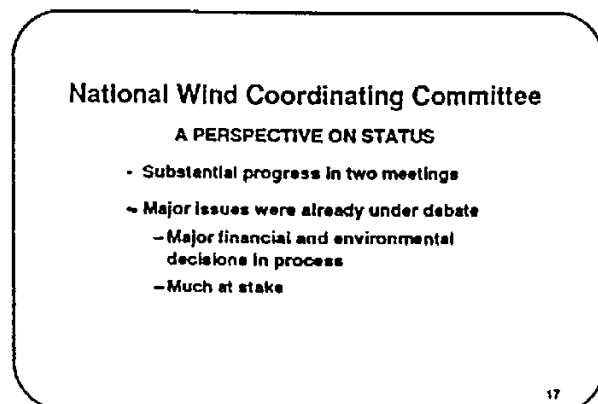 National Wind Coordinating Committee
A PERSPECTIVE ON STATUS
- Substantial progress in two meetings
- Major issues were already under debate
– Major financial and environmental
decisions in process
– Much at stake
17